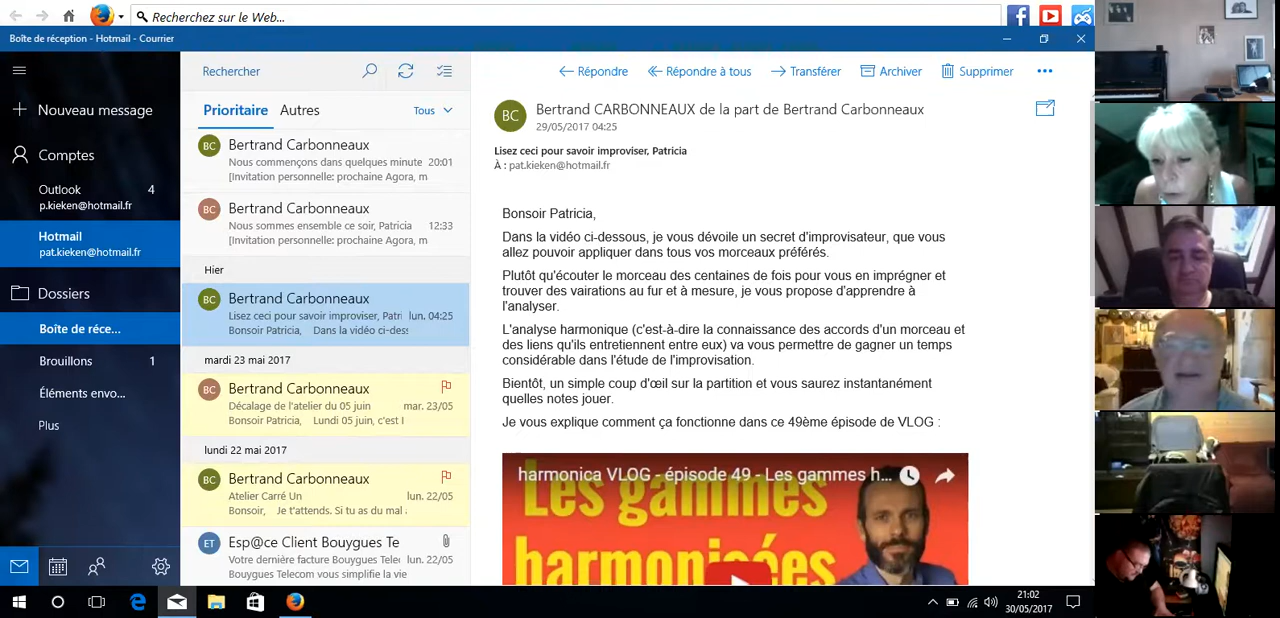 Recherchez sur le Web...
Boîte de réception - Hotmail - Courrier
Nouveau message
Comptes
Outlook 4
p.kieken@hotmail.fr
Hotmail
pat.kieken@hotmail.fr
Dossiers
Boîte de réce...
Brouillons 1
Éléments envo...
Plus
Rechercher
Prioritaire Autres Tous
BC Bertrand Carbonneaux
Nous commençons dans quelques minute 20:01
[Invitation personnelle: prochaine Agora, m
BC Bertrand Carbonneaux
Nous sommes ensemble ce soir, Patricia 12:33
[Invitation personnelle: prochaine Agora, m
Hier
BC Bertrand Carbonneaux
Lisez ceci pour savoir improviser, Patri lun. 04:25
Bonsoir Patricia, Dans la vidéo ci-dess
mardi 23 mai 2017
BC Bertrand Carbonneaux
Décalage de l'atelier du 05 juin mar. 23/05
Bonsoir Patricia, Lundi 05 juin, c'est l
lundi 22 mai 2017
BC Bertrand Carbonneaux
Atelier Carré Un lun. 22/05
Bonsoir, Je t'attends. Si tu as du mal
ET Esp@ce Client Bouygues Te
Votre dernière facture Bouygues Telec lun. 22/05
Bouygues Telecom vous simplifie la vie
Répondre Répondre à tous Transférer Archiver Supprimer
BC Bertrand CARBONNEAUX de la part de Bertrand Carbonneaux
29/05/2017 04:25
Lisez ceci pour savoir improviser, Patricia
À : pat.kieken@hotmail.fr
Bonsoir Patricia,
Dans la vidéo ci-dessous, je vous dévoile un secret d'improvisateur, que vous
allez pouvoir appliquer dans tous vos morceaux préférés.
Plutôt qu'écouter le morceau des centaines de fois pour vous en imprégner et
trouver des vairations au fur et à mesure, je vous propose d'apprendre à
l'analyser.
L'analyse harmonique (c'est-à-dire la connaissance des accords d'un morceau et
des liens qu'ils entretiennent entre eux) va vous permettre de gagner un temps
considérable dans l'étude de l'improvisation.
Bientôt, un simple coup d'œil sur la partition et vous saurez instantanément
quelles notes jouer.
Je vous explique comment ça fonctionne dans ce 49ème épisode de VLOG :
harmonica VLOG - épisode 49 - Les gammes h...
Les gammes
harmonisées
21:02
30/05/2017